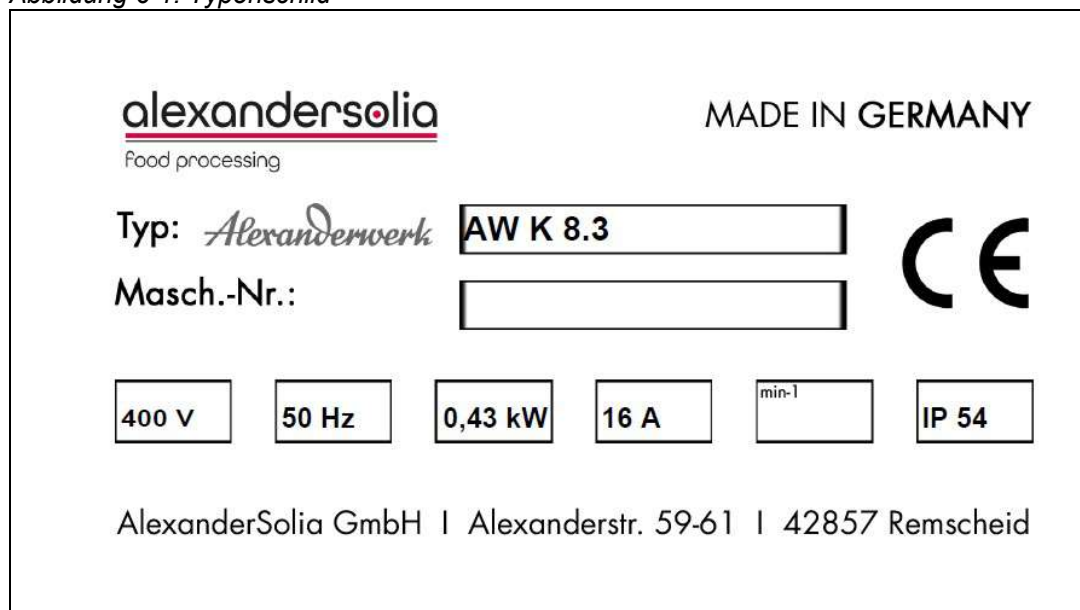 Abbildung 3-1: Typenschild
alexandersolia
food processing
MADE IN GERMANY
Typ: Alexanderwerk AW K 8.3
Masch.-Nr.:
CE
400 V 50 Hz 0,43 kW 16 A min-1 IP 54
AlexanderSolia GmbH I Alexanderstr. 59-61 I 42857 Remscheid